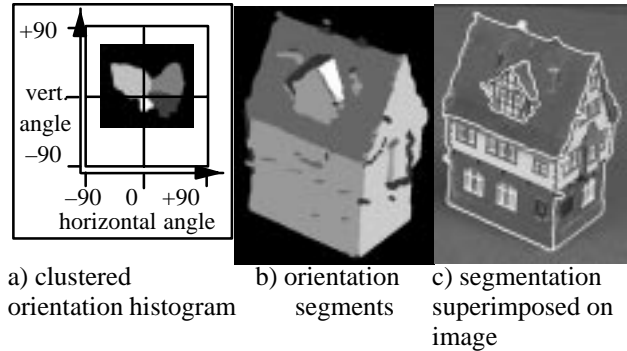 +90
vert.
angle
–90
–90 0 +90
horizontal angle
a) clustered
orientation histogram
b) orientation
segments
c) segmentation
superimposed on
image